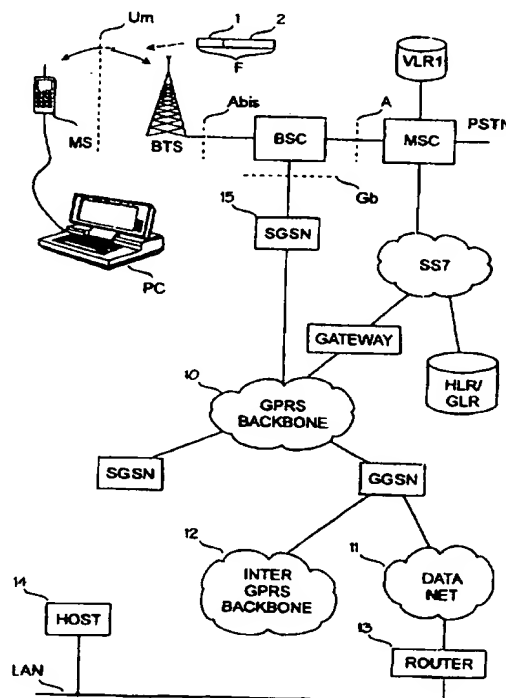 Um
1
2
F
VLR1
Abis
A
PSTN
MS
BTS
BSC
MSC
Gb
15
SGSN
SS7
PC
GATEWAY
HLR/
GLR
10
GPRS
BACKBONE
SGSN
GGSN
12
INTER
GPRS
BACKBONE
11
DATA
NET
14
HOST
13
ROUTER
LAN